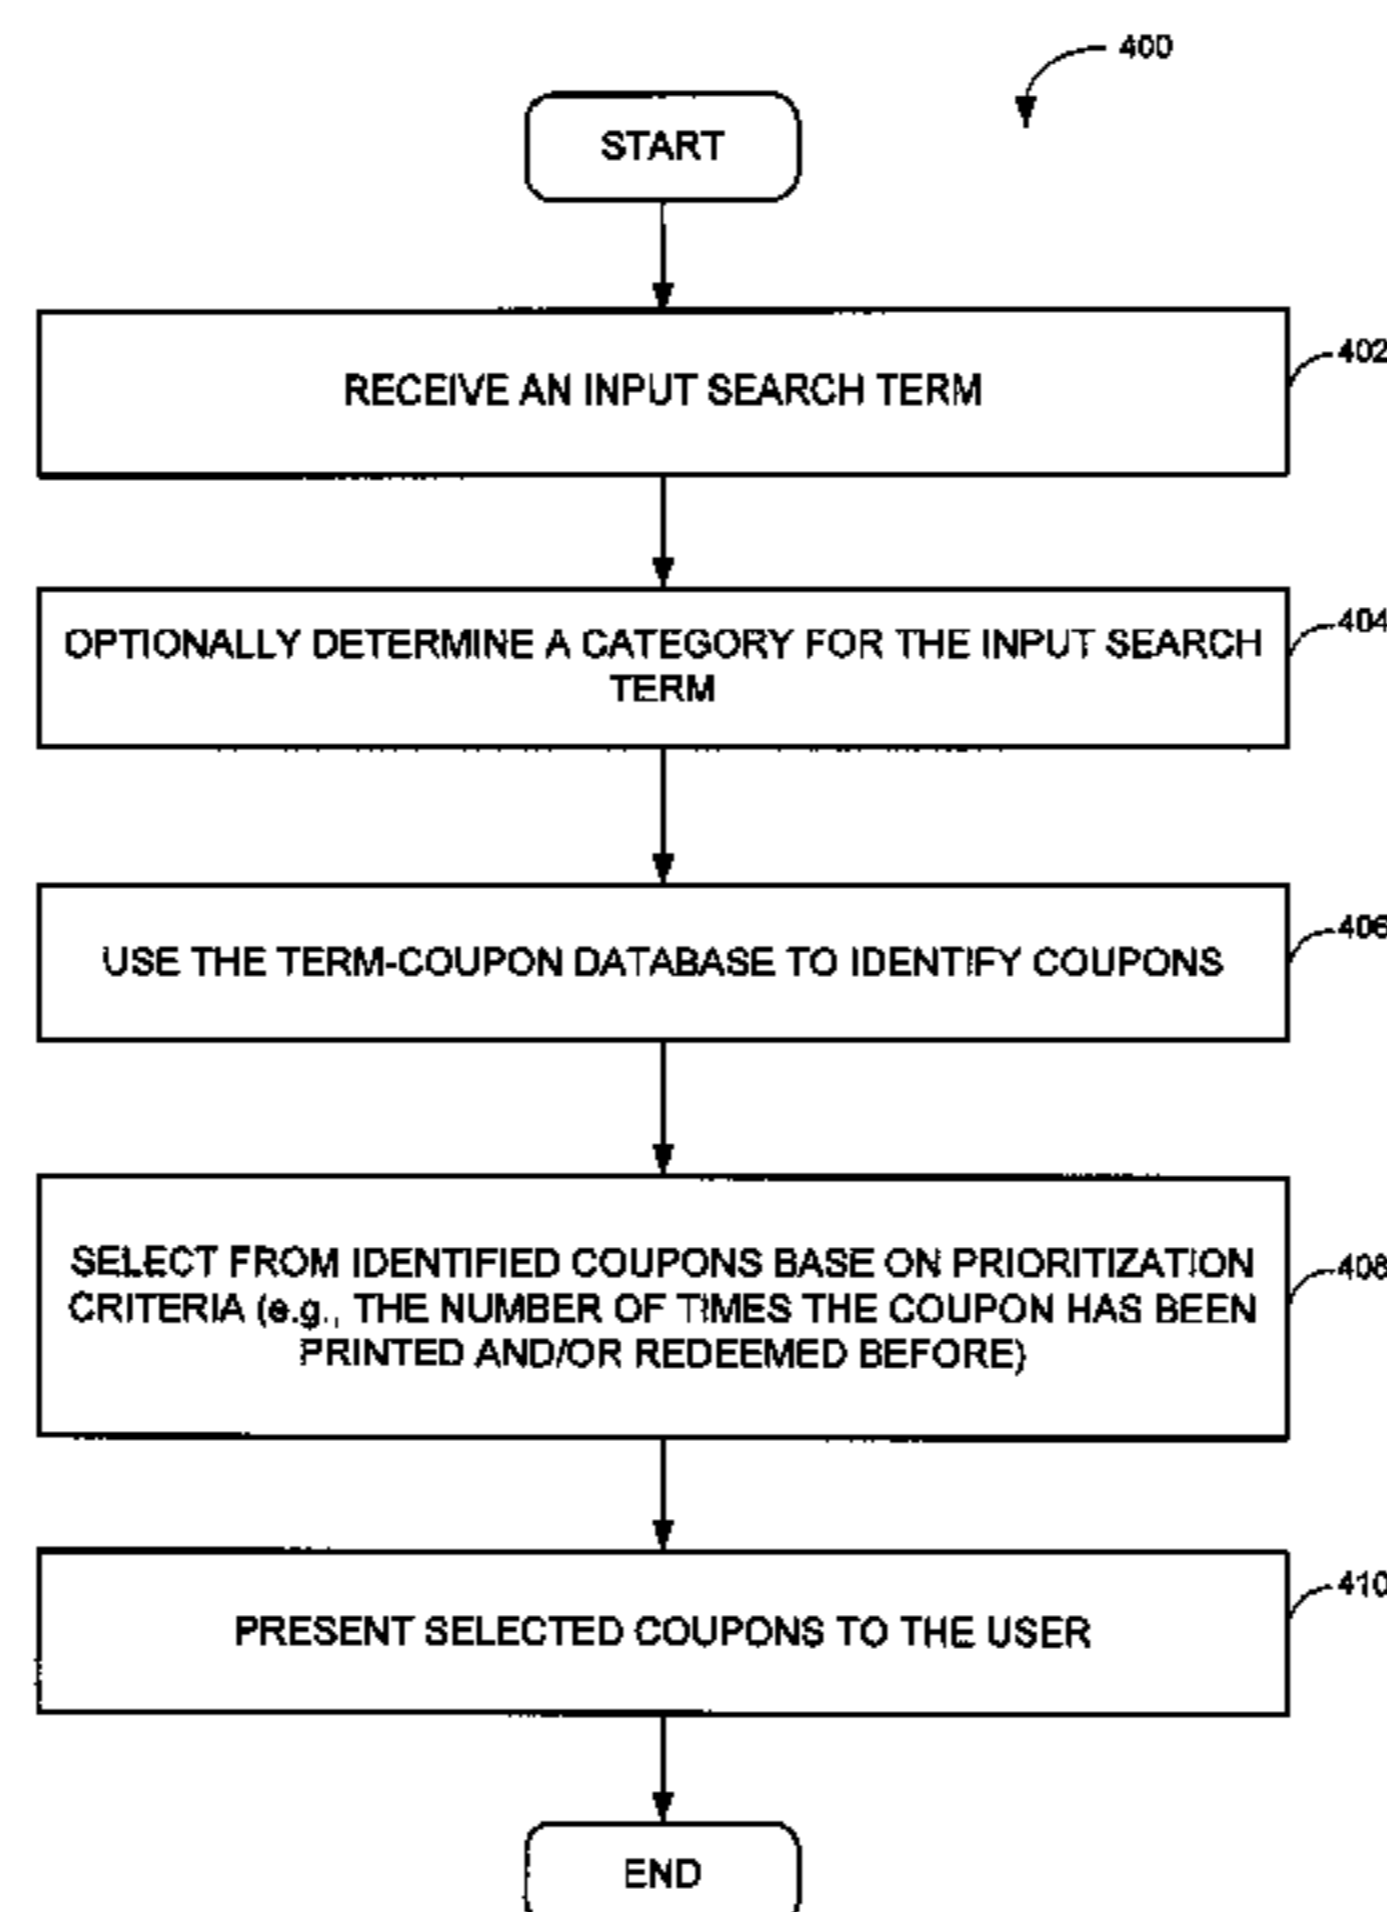 400
START
RECEIVE AN INPUT SEARCH TERM
402
OPTIONALLY DETERMINE A CATEGORY FOR THE INPUT SEARCH
TERM
404
USE THE TERM-COUPON DATABASE TO IDENTIFY COUPONS
406
SELECT FROM IDENTIFIED COUPONS BASE ON PRIORITIZATION
CRITERIA (e.g., THE NUMBER OF TIMES THE COUPON HAS BEEN
PRINTED AND/OR REDEEMED BEFORE)
408
PRESENT SELECTED COUPONS TO THE USER
410
END